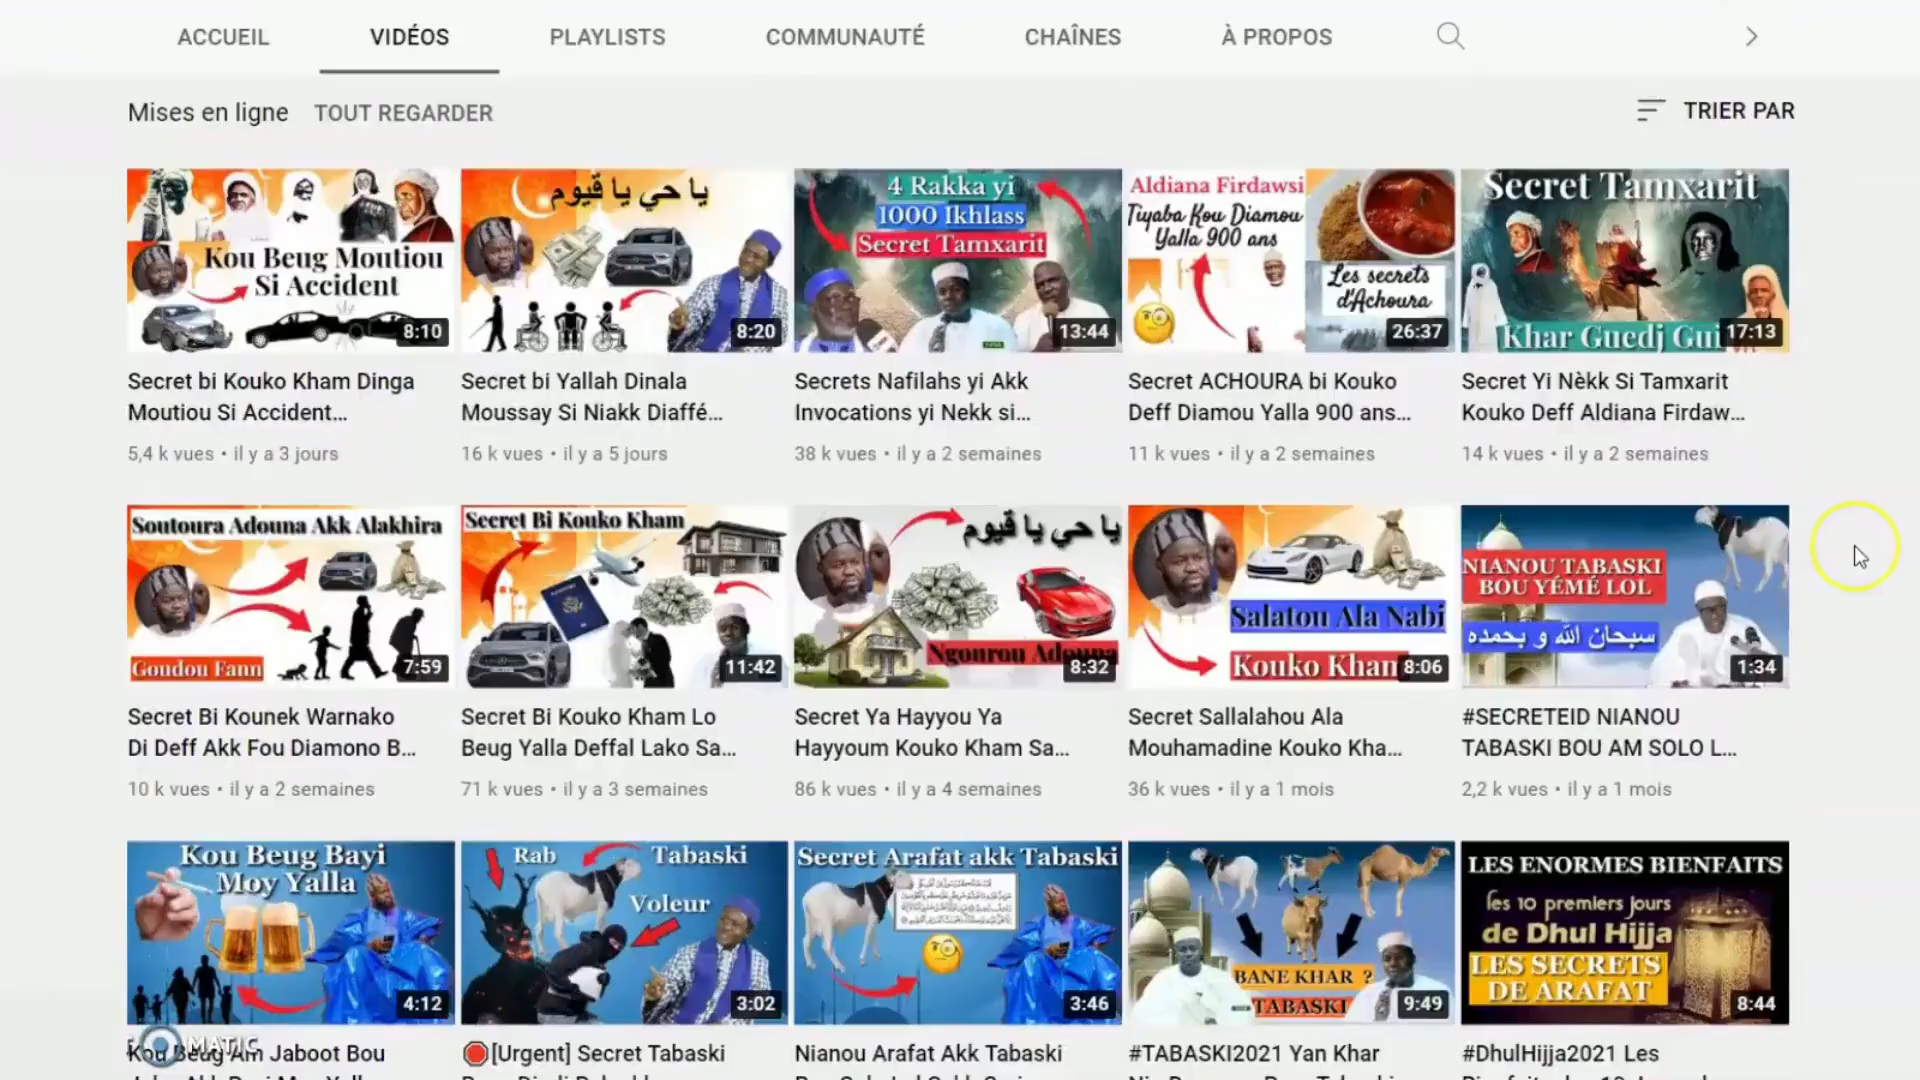 ACCUEIL VIDÉOS PLAYLISTS COMMUNAUTÉ CHAÎNES À PROPOS
Mises en ligne TOUT REGARDER TRIER PAR
Kou Beug Moutiou
Si Accident
8:10
يا حي يا قيوم
8:20
4 Rakka yi
1000 Ikhlass
Secret Tamxarit
13:44
Aldiana Firdawsi
Tiyaba Kou Diamou
Yalla 900 ans
Les secrets
d'Achoura
26:37
Secret Tamxarit
Khar Guedj Gui
17:13
Secret bi Kouko Kham Dinga
Moutiou Si Accident...
5,4 k vues • il y a 3 jours
Secret bi Yallah Dinala
Moussay Si Niakk Diaffé...
16 k vues • il y a 5 jours
Secrets Nafilahs yi Akk
Invocations yi Nekk si...
38 k vues • il y a 2 semaines
Secret ACHOURA bi Kouko
Deff Diamou Yalla 900 ans...
11 k vues • il y a 2 semaines
Secret Yi Nèkk Si Tamxarit
Kouko Deff Aldiana Firdaw...
14 k vues • il y a 2 semaines
Soutoura Adouna Akk Alakhira
Goudou Fann
7:59
Secret Bi Kouko Kham
11:42
يا حي يا قيوم
Ngourou Adouna
8:32
Salatou Ala Nabi
Kouko Kham
8:06
NIANOU TABASKI
BOU YÉMÉ LOL
سبحان الله و بحمده
1:34
Secret Bi Kounek Warnako
Di Deff Akk Fou Diamono B...
10 k vues • il y a 2 semaines
Secret Bi Kouko Kham Lo
Beug Yalla Deffal Lako Sa...
71 k vues • il y a 3 semaines
Secret Ya Hayyou Ya
Hayyoum Kouko Kham Sa...
86 k vues • il y a 4 semaines
Secret Sallalahou Ala
Mouhamadine Kouko Kha...
36 k vues • il y a 1 mois
#SECRETEID NIANOU
TABASKI BOU AM SOLO L...
2,2 k vues • il y a 1 mois
Kou Beug Bayi
Moy Yalla
4:12
Rab Tabaski
Voleur
3:02
Secret Arafat akk Tabaski
3:46
BANE KHAR ?
TABASKI
9:49
LES ENORMES BIENFAITS
les 10 premiers jours
de Dhul Hijja
LES SECRETS
DE ARAFAT
8:44
MATIC
Kou Beug Am Jaboot Bou
[Urgent] Secret Tabaski
Nianou Arafat Akk Tabaski
#TABASKI2021 Yan Khar
#DhulHijja2021 Les